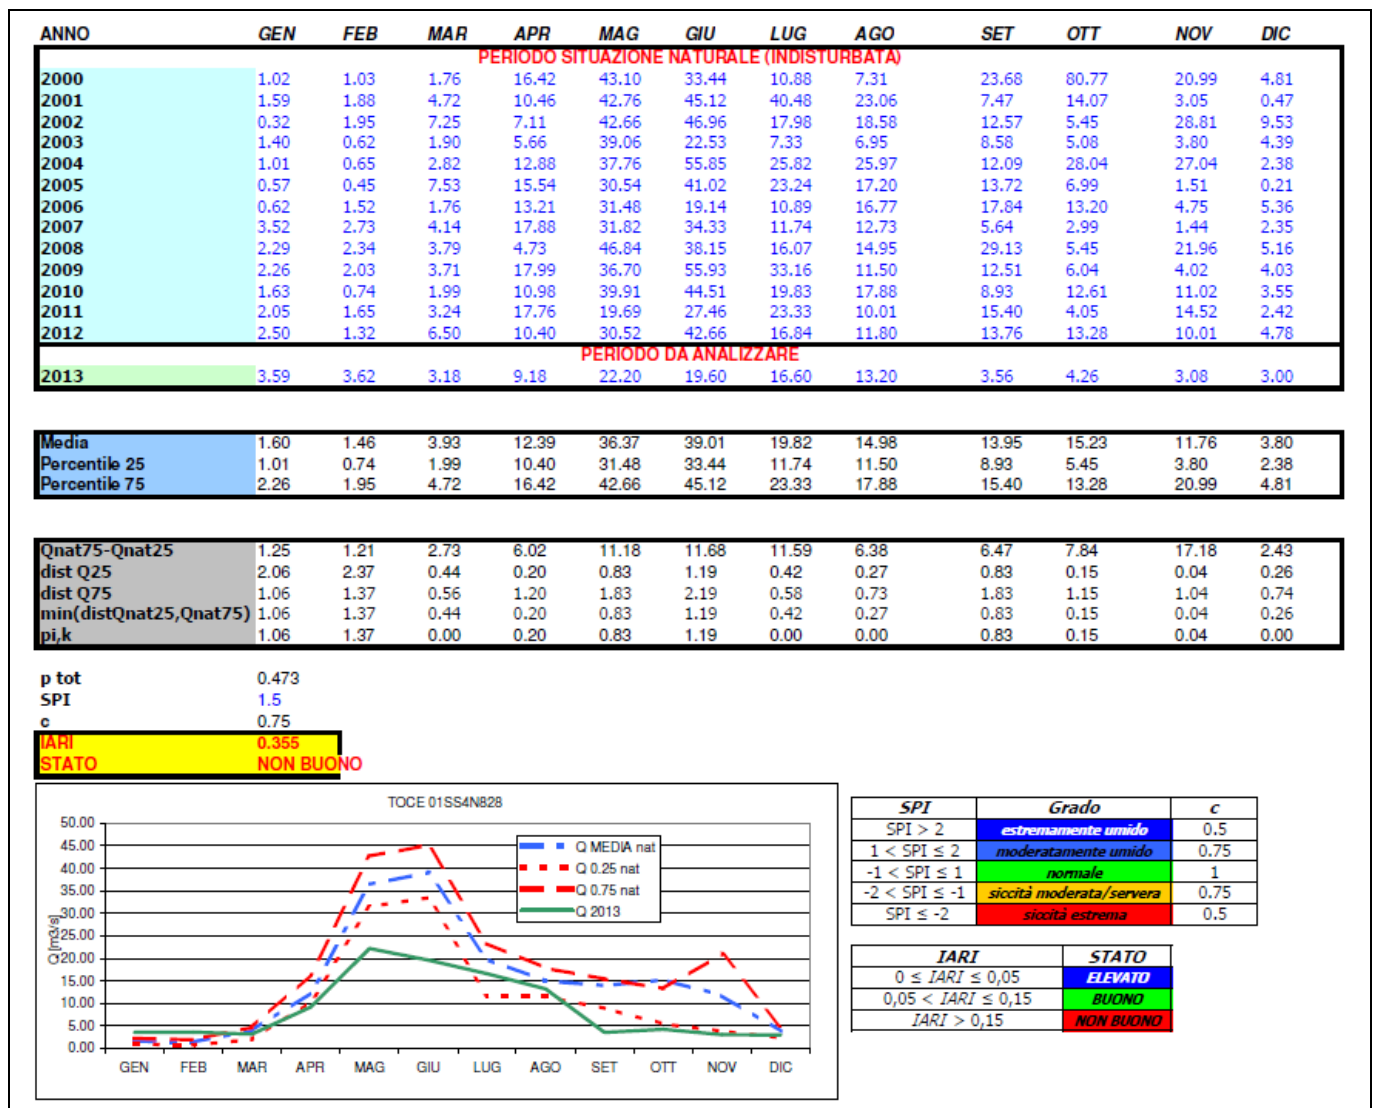 ANNO GEN FEB MAR APR MAG GIU LUG AGO SET OTT NOV DIC
PERIODO SITUAZIONE NATURALE (INDISTURBATA)
2000 1.02 1.03 1.76 16.42 43.10 33.44 10.88 7.31 23.68 80.77 20.99 4.81
2001 1.59 1.88 4.72 10.46 42.76 45.12 40.48 23.06 7.47 14.07 3.05 0.47
2002 0.32 1.95 7.25 7.11 42.66 46.96 17.98 18.58 12.57 5.45 28.81 9.53
2003 1.40 0.62 1.90 5.66 39.06 22.53 7.33 6.95 8.58 5.08 3.80 4.39
2004 1.01 0.65 2.82 12.88 37.76 55.85 25.82 25.97 12.09 28.04 27.04 2.38
2005 0.57 0.45 7.53 15.54 30.54 41.02 23.24 17.20 13.72 6.99 1.51 0.21
2006 0.62 1.52 1.76 13.21 31.48 19.14 10.89 16.77 17.84 13.20 4.75 5.36
2007 3.52 2.73 4.14 17.88 31.82 34.33 11.74 12.73 5.64 2.99 1.44 2.35
2008 2.29 2.34 3.79 4.73 46.84 38.15 16.07 14.95 29.13 5.45 21.96 5.16
2009 2.26 2.03 3.71 17.99 36.70 55.93 33.16 11.50 12.51 6.04 4.02 4.03
2010 1.63 0.74 1.99 10.98 39.91 44.51 19.83 17.88 8.93 12.61 11.02 3.55
2011 2.05 1.65 3.24 17.76 19.69 27.46 23.33 10.01 15.40 4.05 14.52 2.42
2012 2.50 1.32 6.50 10.40 30.52 42.66 16.84 11.80 13.76 13.28 10.01 4.78
PERIODO DA ANALIZZARE
2013 3.59 3.62 3.18 9.18 22.20 19.60 16.60 13.20 3.56 4.26 3.08 3.00
Media 1.60 1.46 3.93 12.39 36.37 39.01 19.82 14.98 13.95 15.23 11.76 3.80
Percentile 25 1.01 0.74 1.99 10.40 31.48 33.44 11.74 11.50 8.93 5.45 3.80 2.38
Percentile 75 2.26 1.95 4.72 16.42 42.66 45.12 23.33 17.88 15.40 13.28 20.99 4.81
Qnat75-Qnat25 1.25 1.21 2.73 6.02 11.18 11.68 11.59 6.38 6.47 7.84 17.18 2.43
dist Q25 2.06 2.37 0.44 0.20 0.83 1.19 0.42 0.27 0.83 0.15 0.04 0.26
dist Q75 1.06 1.37 0.56 1.20 1.83 2.19 0.58 0.73 1.83 1.15 1.04 0.74
min(distQnat25,Qnat75) 1.06 1.37 0.44 0.20 0.83 1.19 0.42 0.27 0.83 0.15 0.04 0.26
pi,k 1.06 1.37 0.00 0.20 0.83 1.19 0.00 0.00 0.83 0.15 0.04 0.00
p tot 0.473
SPI 1.5
c 0.75
IARI 0.355
STATO NON BUONO
TOCE 01SS4N828
Q [m3/s]
50.00
45.00
40.00
35.00
30.00
25.00
20.00
15.00
10.00
5.00
0.00
GEN FEB MAR APR MAG GIU LUG AGO SET OTT NOV DIC
Q MEDIA nat
Q 0.25 nat
Q 0.75 nat
Q 2013
SPI Grado c
SPI > 2 estremamente umido 0.5
1 < SPI ≤ 2 moderatamente umido 0.75
-1 < SPI ≤ 1 normale 1
-2 < SPI ≤ -1 siccità moderata/servera 0.75
SPI ≤ -2 siccità estrema 0.5
IARI STATO
0 ≤ IARI ≤ 0,05 ELEVATO
0,05 < IARI ≤ 0,15 BUONO
IARI > 0,15 NON BUONO